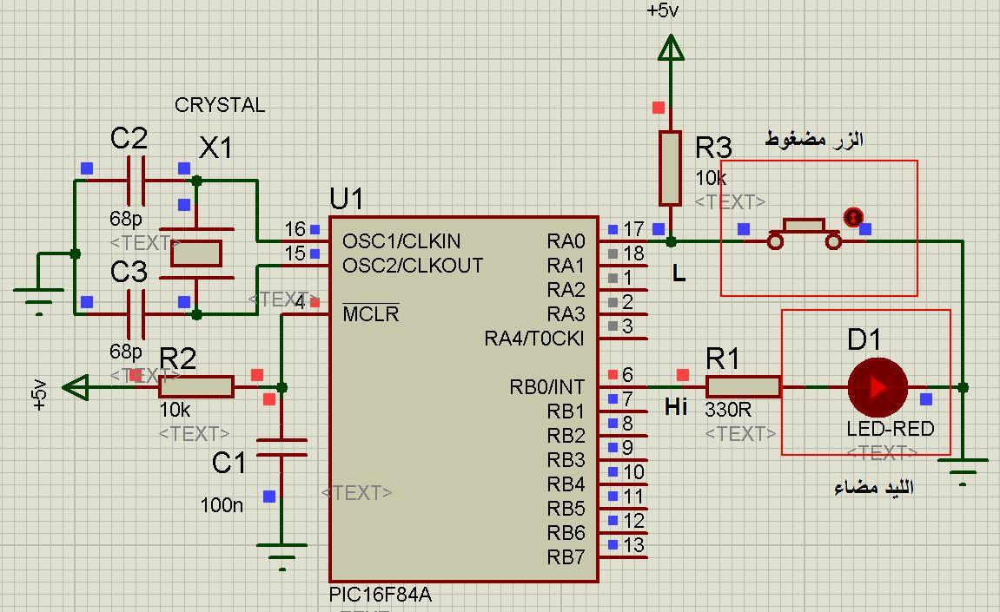 +5v
CRYSTAL
C2
X1
68p
<TEXT>
C3
68p
<TEXT>
<TEXT>
R2
+5v
10k
<TEXT>
C1
100n
U1
16
OSC1/CLKIN
15
OSC2/CLKOUT
4
MCLR
RA0
17
RA1
18
RA2
1
RA3
2
RA4/T0CKI
3
RB0/INT
6
RB1
7
RB2
8
RB3
9
RB4
10
RB5
11
RB6
12
RB7
13
<TEXT>
PIC16F84A
<TEXT>
R3
10k
<TEXT>
الزر مضغوط
L
Hi
R1
330R
<TEXT>
D1
LED-RED
<TEXT>
الليد مضاء